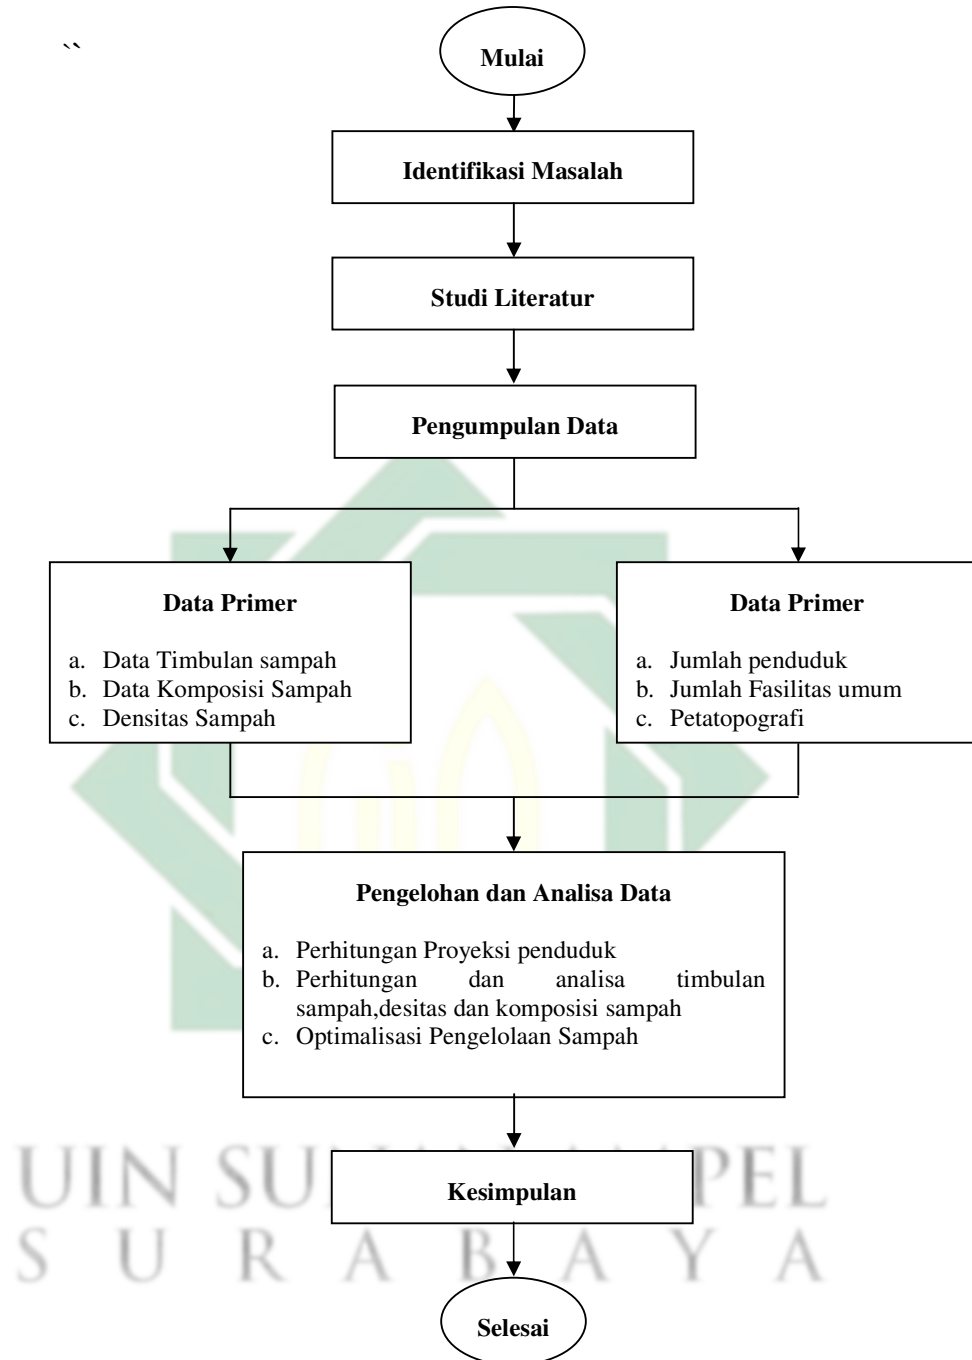 ``
Mulai
Identifikasi Masalah
Studi Literatur
Pengumpulan Data
Data Primer
a. Data Timbulan sampah
b. Data Komposisi Sampah
c. Densitas Sampah
Data Primer
a. Jumlah penduduk
b. Jumlah Fasilitas umum
c. Petatopografi
Pengelohan dan Analisa Data
a. Perhitungan Proyeksi penduduk
b. Perhitungan dan analisa timbulan
sampah,desitas dan komposisi sampah
c. Optimalisasi Pengelolaan Sampah
Kesimpulan
UIN SU PEL
S U R A B A Y A
Selesai